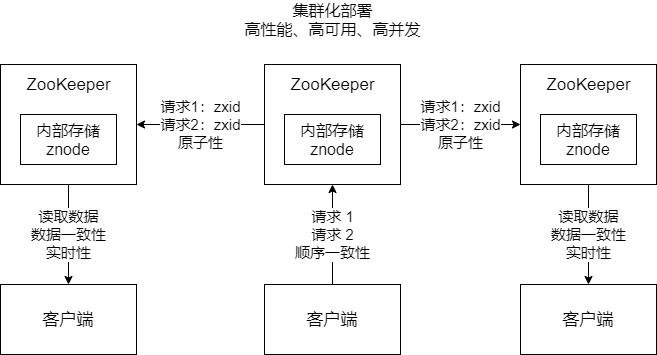 集群化部署
高性能、高可用、高并发
ZooKeeper
内部存储
znode
请求1：zxid
请求2：zxid
原子性
ZooKeeper
内部存储
znode
请求1：zxid
请求2：zxid
原子性
ZooKeeper
内部存储
znode
读取数据
数据一致性
实时性
请求 1
请求 2
顺序一致性
读取数据
数据一致性
实时性
客户端
客户端
客户端